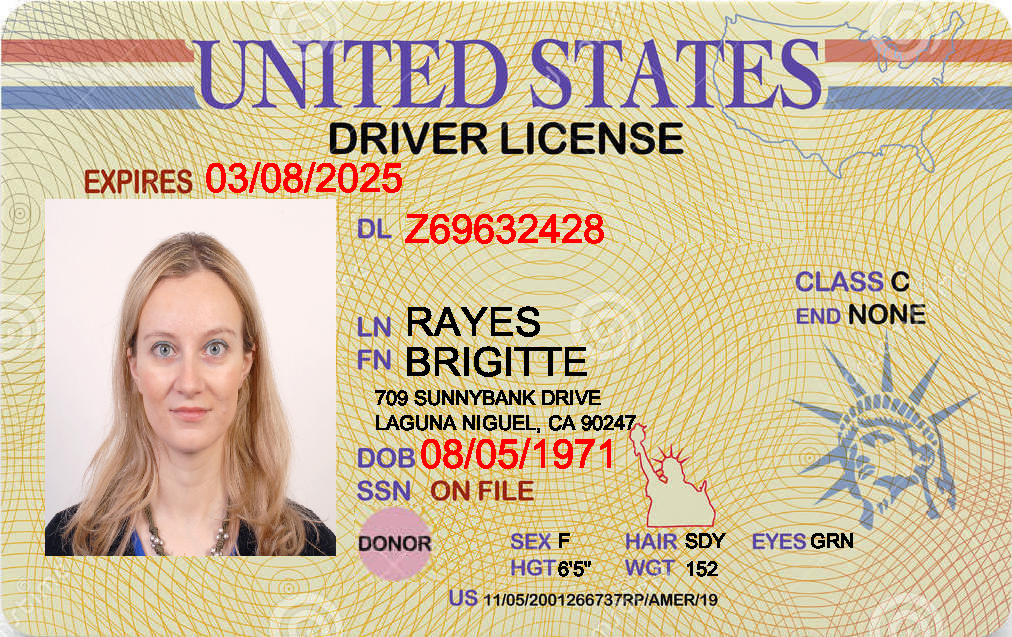 UNITED STATES
DRIVER LICENSE
EXPIRES 03/08/2025
DL Z69632428
CLASS C
END NONE
LN RAYES
FN BRIGITTE
709 SUNNYBANK DRIVE
LAGUNA NIGUEL, CA 90247
DOB 08/05/1971
SSN ON FILE
DONOR
SEX F HAIR SDY EYES GRN
HGT 6'5" WGT 152
US 11/05/2001266737RP/AMER/19